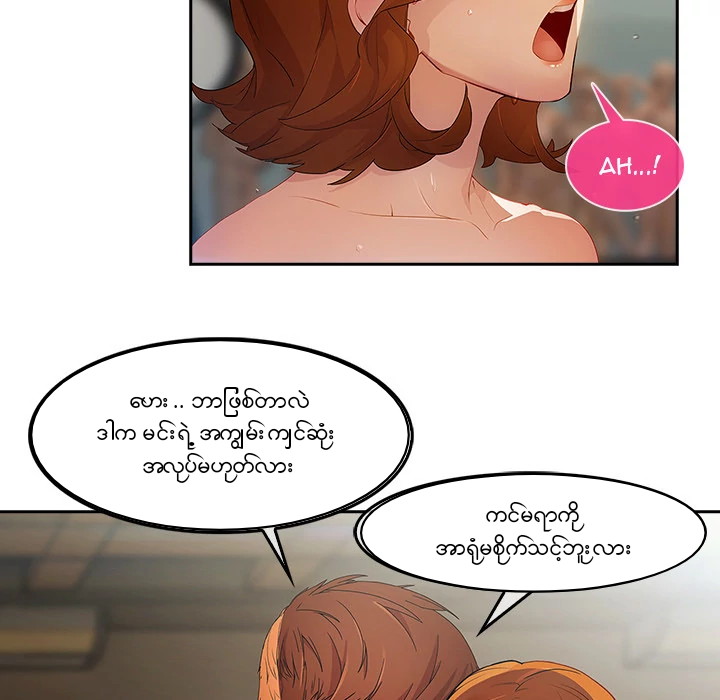 AH...!
ဟေး.. ဘာဖြစ်တာလဲ
ဒါက မင်းရဲ့ အကျွမ်းကျင်ဆုံး
အလုပ်မဟုတ်လား
ကင်မရာကို
အာရုံမစိုက်သင့်ဘူးလား